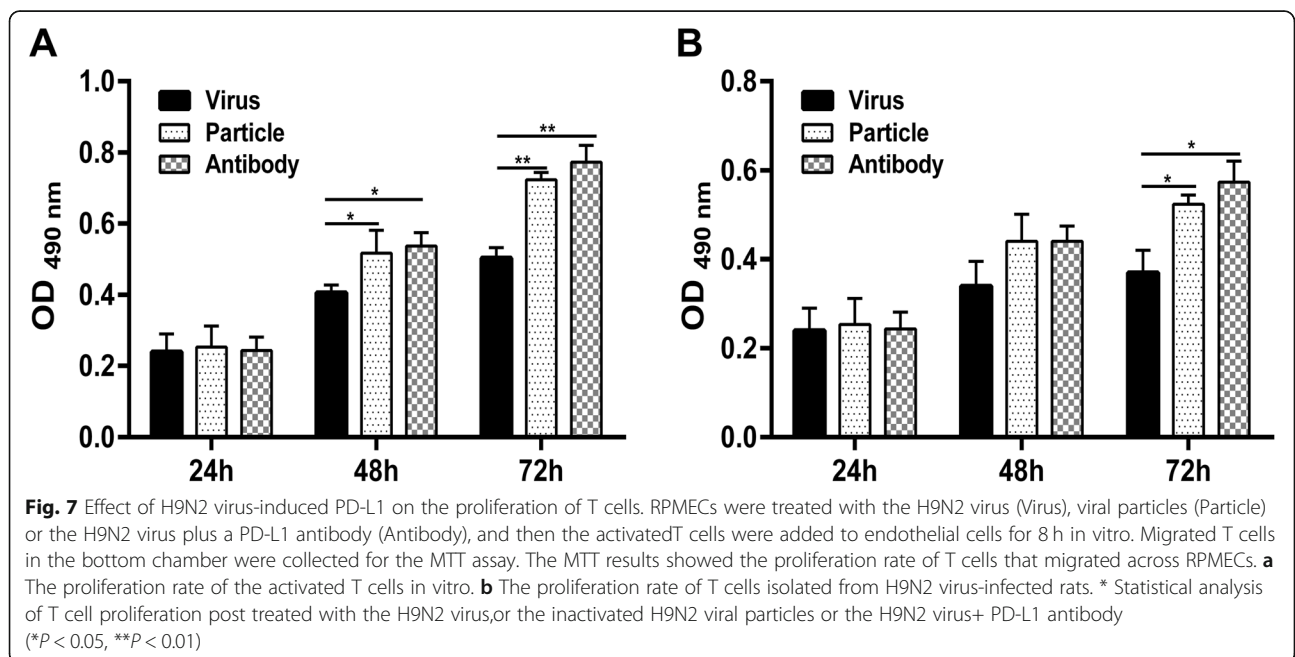 A
B
OD 490 nm
1.0
0.8
0.6
0.4
0.2
0.0
Virus
Particle
Antibody
*
*
**
**
24h
48h
72h
OD 490 nm
0.8
0.6
0.4
0.2
0.0
Virus
Particle
Antibody
*
*
24h
48h
72h
Fig. 7 Effect of H9N2 virus-induced PD-L1 on the proliferation of T cells. RPMECs were treated with the H9N2 virus (Virus), viral particles (Particle)
or the H9N2 virus plus a PD-L1 antibody (Antibody), and then the activatedT cells were added to endothelial cells for 8 h in vitro. Migrated T cells
in the bottom chamber were collected for the MTT assay. The MTT results showed the proliferation rate of T cells that migrated across RPMECs. a
The proliferation rate of the activated T cells in vitro. b The proliferation rate of T cells isolated from H9N2 virus-infected rats. * Statistical analysis
of T cell proliferation post treated with the H9N2 virus,or the inactivated H9N2 viral particles or the H9N2 virus+ PD-L1 antibody
(*P < 0.05, **P < 0.01)